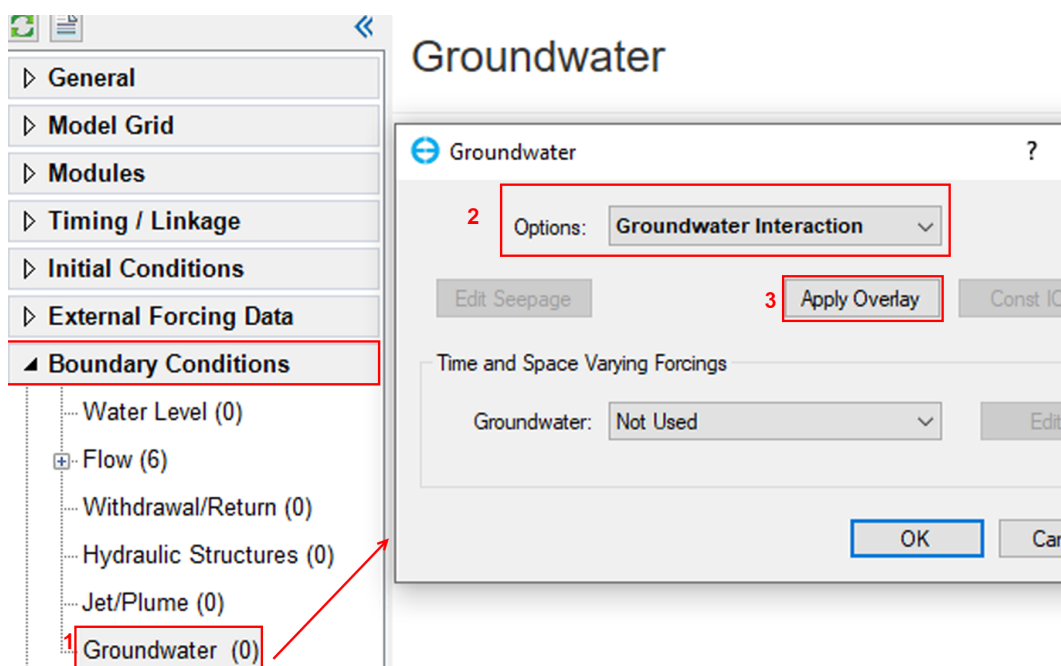 Groundwater
General
Model Grid
Modules
Timing / Linkage
Initial Conditions
External Forcing Data
Boundary Conditions
Water Level (0)
Flow (6)
Withdrawal/Return (0)
Hydraulic Structures (0)
Jet/Plume (0)
1 Groundwater (0)
Groundwater ?
2 Options: Groundwater Interaction
Edit Seepage 3 Apply Overlay Const IC
Time and Space Varying Forcings
Groundwater: Not Used Edit
OK Can